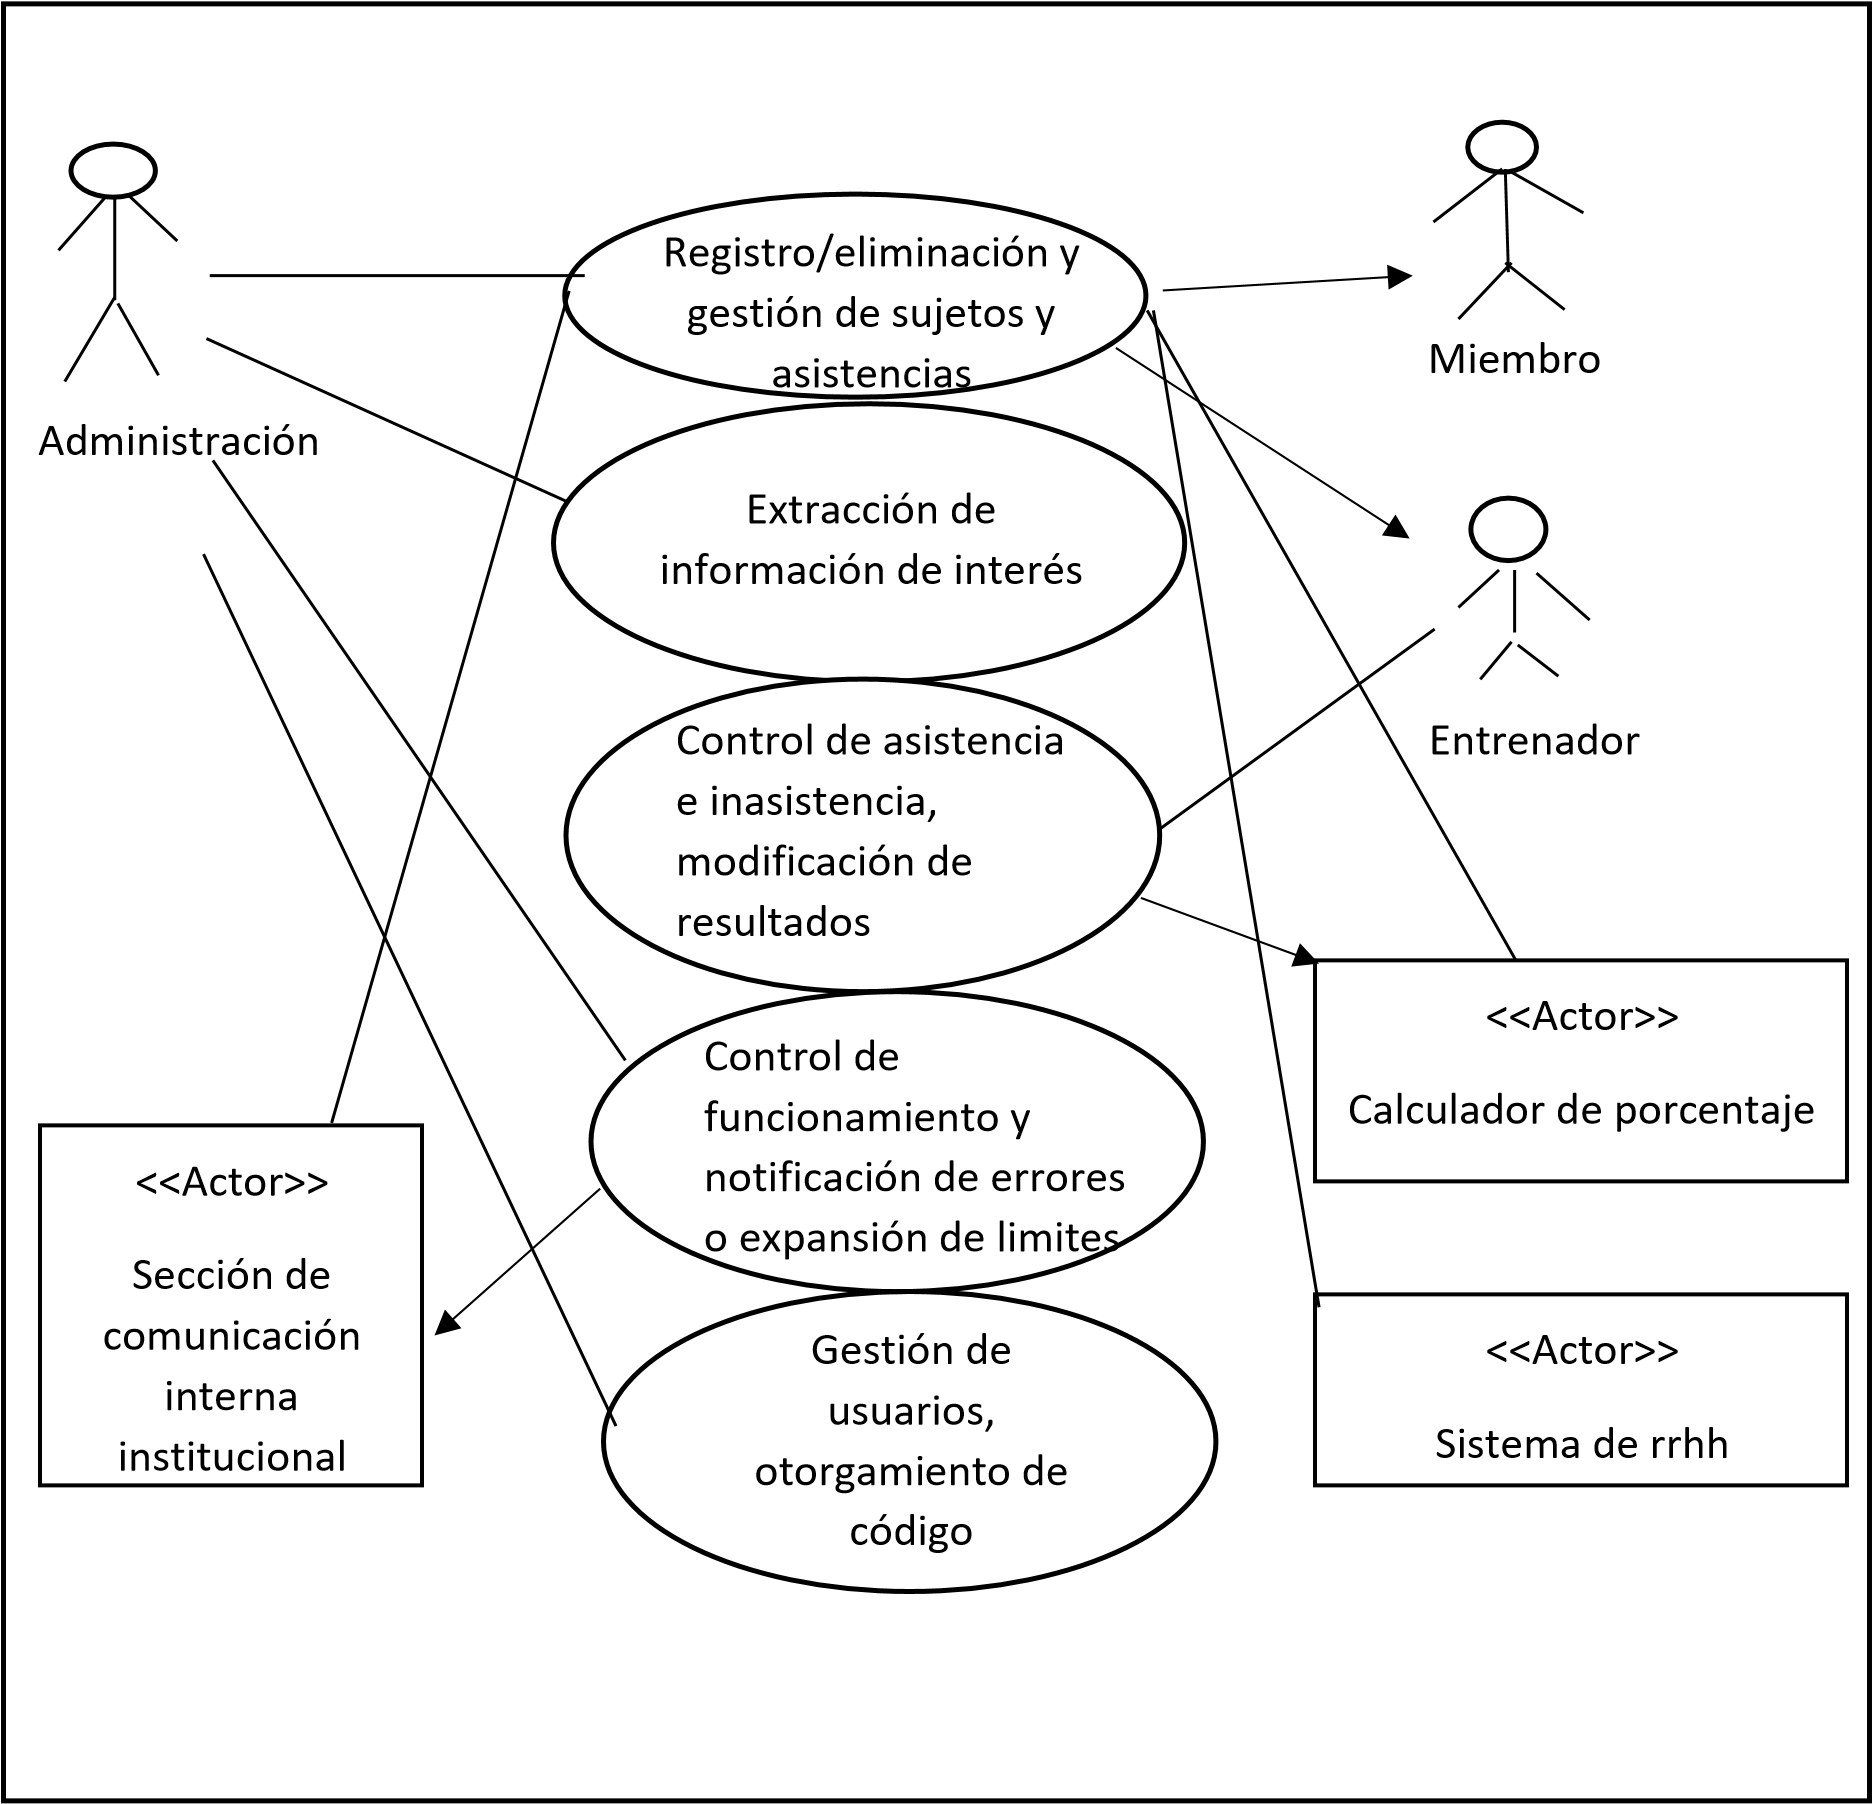 Registro/eliminación y
gestión de sujetos y
asistencias
Miembro
Administración
Extracción de
información de interés
Entrenador
Control de asistencia
e inasistencia,
modificación de
resultados
<<Actor>>
Calculador de porcentaje
Control de
funcionamiento y
notificación de errores
o expansión de limites
<<Actor>>
Sección de
comunicación
interna
institucional
<<Actor>>
Sistema de rrhh
Gestión de
usuarios,
otorgamiento de
código